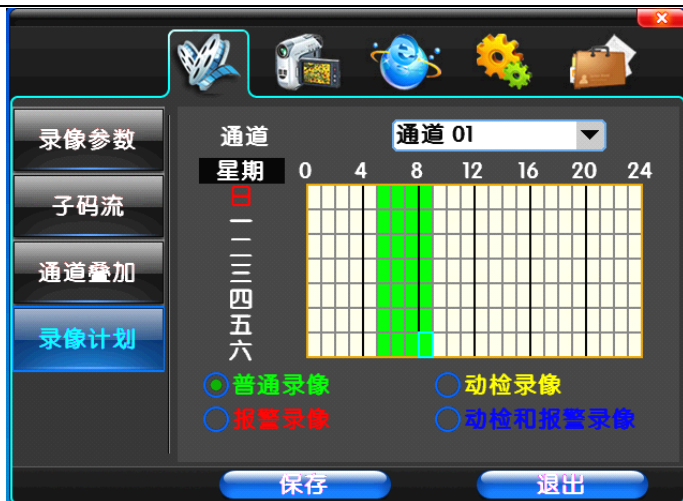 通道 通道 01
星期 0 4 8 12 16 20 24
日
一
二
三
四
五
六
录像参数
子码流
通道叠加
录像计划
普通录像 动检录像
报警录像 动检和报警录像
保存 退出